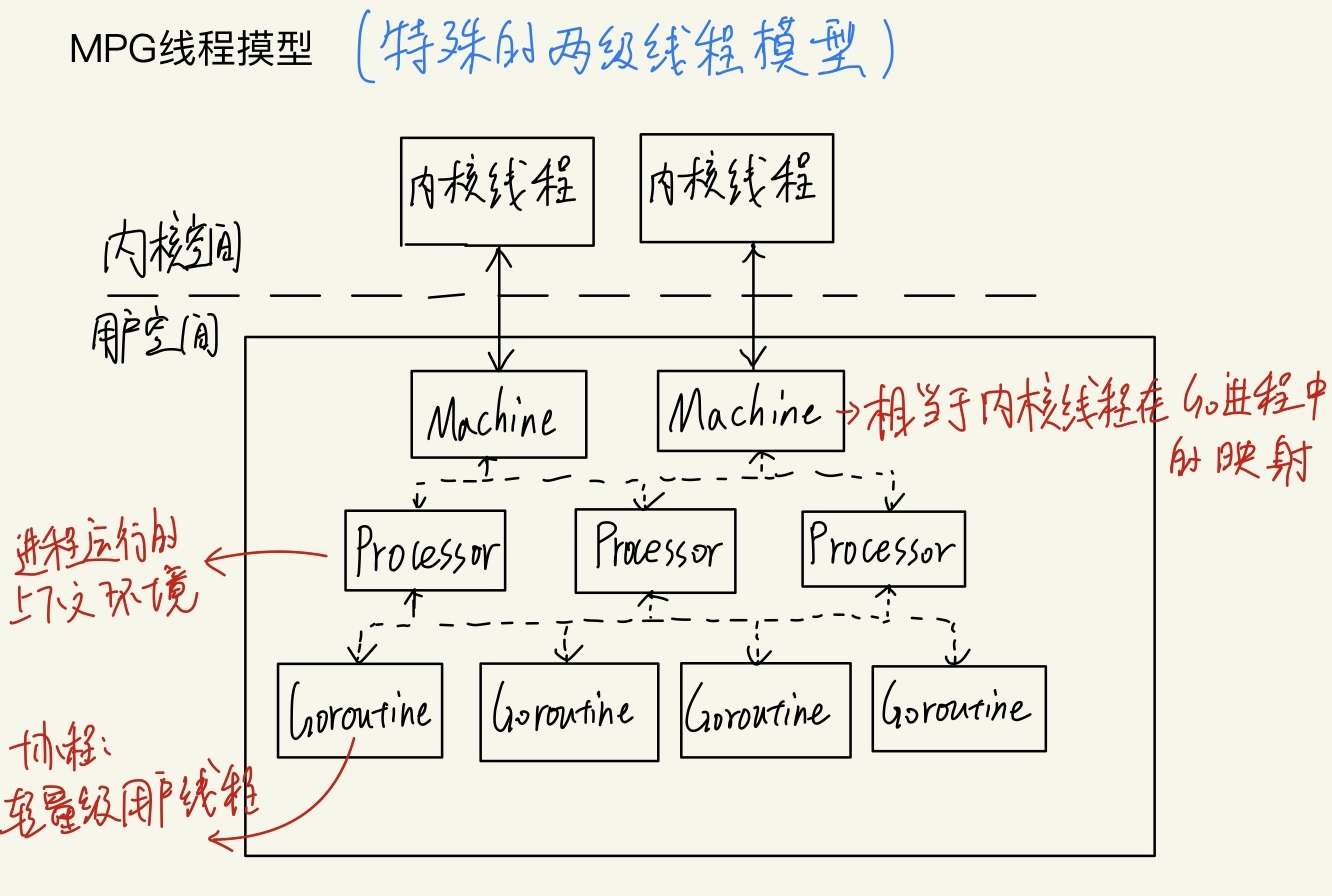 MPG线程摸型 (特殊的两级线程模型)
内核线程 内核线程
内核空间
用户空间
Machine Machine
相当于内核线程在Go进程中
的映射
Processor Processor Processor
进程运行的
上下文环境
Goroutine Goroutine Goroutine Goroutine
协程:
轻量级用户线程